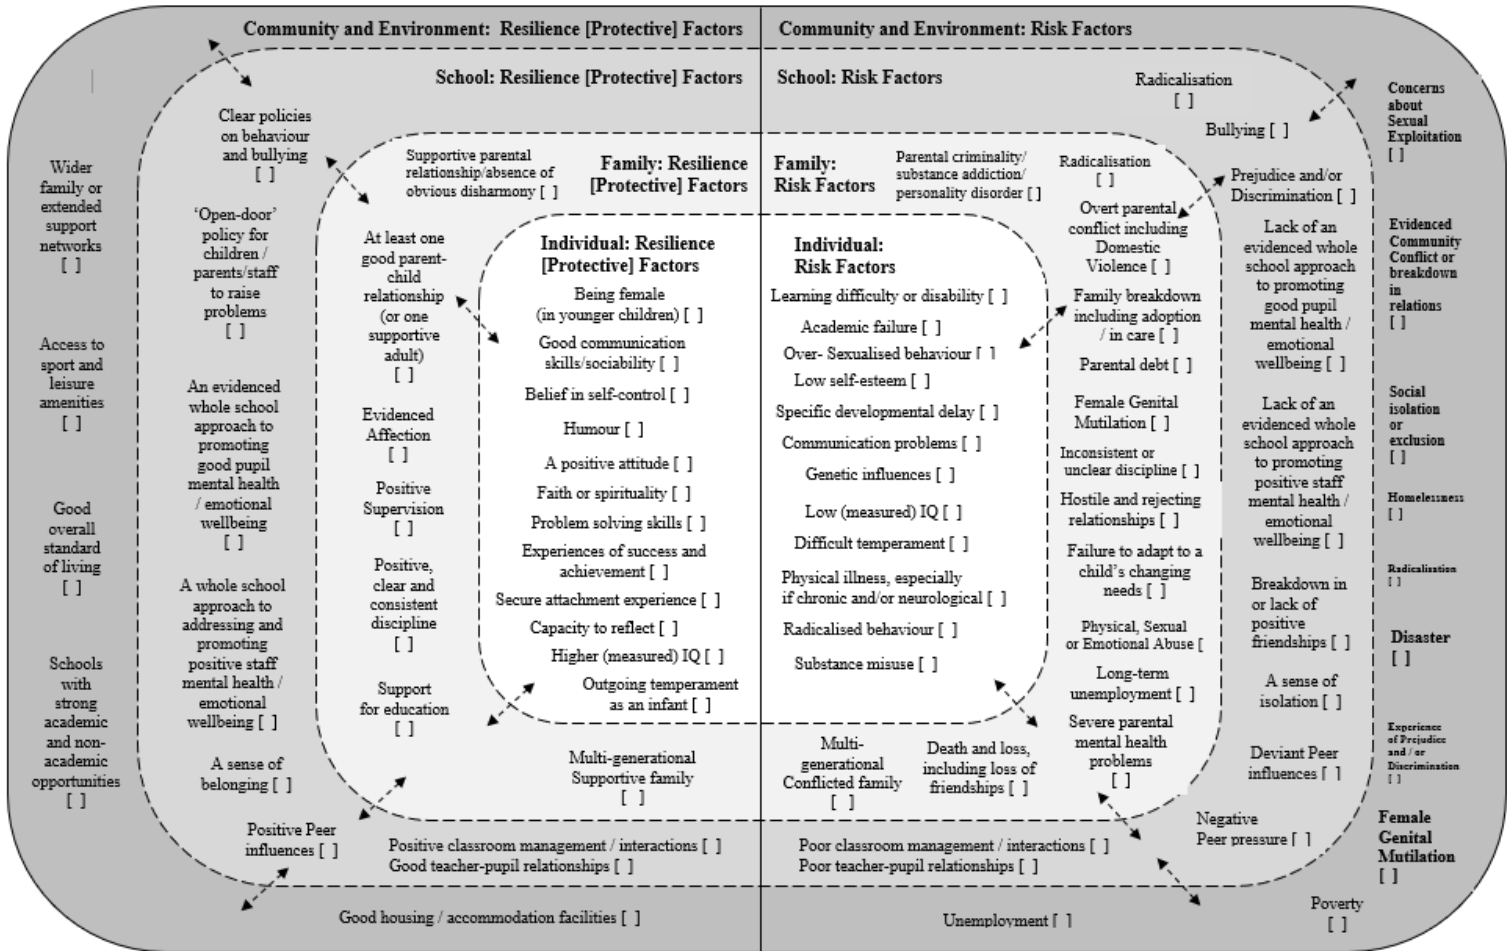 Community and Environment:  Resilience [Protective] Factors
Community and Environment: Risk Factors
School: Resilience [Protective] Factors
School: Risk Factors
Wider
family or
extended
support
networks
[ ]
Access to
sport and
leisure
amenities
[ ]
Good
overall
standard
of living
[ ]
Schools
with
strong
academic
and non-
academic
opportunities
[ ]
Good housing / accommodation facilities [ ]
Clear policies
on behaviour
and bullying
[ ]
‘Open-door’
policy for
children /
parents/staff
to raise
problems
[ ]
An evidenced
whole school
approach to
promoting
good pupil
mental health
/ emotional
wellbeing
[ ]
A whole school
approach to
addressing and
promoting
positive staff
mental health /
emotional
wellbeing [ ]
A sense of
belonging [ ]
Positive Peer
influences [ ]
Positive classroom management / interactions [ ]
Good teacher-pupil relationships [ ]
Supportive parental
relationship/absence of
obvious disharmony [ ]
Family: Resilience
[Protective] Factors
At least one
good parent-
child
relationship
(or one
supportive
adult)
[ ]
Evidenced
Affection
[ ]
Positive
Supervision
[ ]
Positive,
clear and
consistent
discipline
[ ]
Support
for education
[ ]
Multi-generational
Supportive family
[ ]
Individual: Resilience
[Protective] Factors
Being female
(in younger children) [ ]
Good communication
skills/sociability [ ]
Belief in self-control [ ]
Humour [ ]
A positive attitude [ ]
Faith or spirituality [ ]
Problem solving skills [ ]
Experiences of success and
achievement [ ]
Secure attachment experience [ ]
Capacity to reflect [ ]
Higher (measured) IQ [ ]
Outgoing temperament
as an infant [ ]
Individual:
Risk Factors
Learning difficulty or disability [ ]
Academic failure [ ]
Over- Sexualised behaviour [ ]
Low self-esteem [ ]
Specific developmental delay [ ]
Communication problems [ ]
Genetic influences [ ]
Low (measured) IQ [ ]
Difficult temperament [ ]
Physical illness, especially
if chronic and/or neurological [ ]
Radicalised behaviour [ ]
Substance misuse [ ]
Family:
Risk Factors
Parental criminality/
substance addiction/
personality disorder [ ]
Radicalisation
[ ]
Overt parental
conflict including
Domestic
Violence [ ]
Family breakdown
including adoption
/ in care [ ]
Parental debt [ ]
Female Genital
Mutilation [ ]
Inconsistent or
unclear discipline [ ]
Hostile and rejecting
relationships [ ]
Failure to adapt to a
child’s changing
needs [ ]
Physical, Sexual
or Emotional Abuse [
Long-term
unemployment [ ]
Severe parental
mental health
problems
[ ]
Multi-
generational
Conflicted family
[ ]
Death and loss,
including loss of
friendships [ ]
Radicalisation
[ ]
Bullying [ ]
Prejudice and/or
Discrimination [ ]
Lack of an
evidenced whole
school approach
to promoting
good pupil
mental health /
emotional
wellbeing [ ]
Lack of an
evidenced whole
school approach
to promoting
positive staff
mental health /
emotional
wellbeing [ ]
Breakdown in
or lack of
positive
friendships [ ]
A sense of
isolation [ ]
Deviant Peer
influences [ ]
Negative
Peer pressure [ ]
Poor classroom management / interactions [ ]
Poor teacher-pupil relationships [ ]
Concerns
about
Sexual
Exploitation
[ ]
Evidenced
Community
Conflict or
breakdown
in
relations
[ ]
Social
isolation
or
exclusion
[ ]
Homelessness
[ ]
Radicalisation
[ ]
Disaster
[ ]
Experience
of Prejudice
and / or
Discrimination
[ ]
Female
Genital
Mutilation
[ ]
Poverty
[ ]
Unemployment [ ]